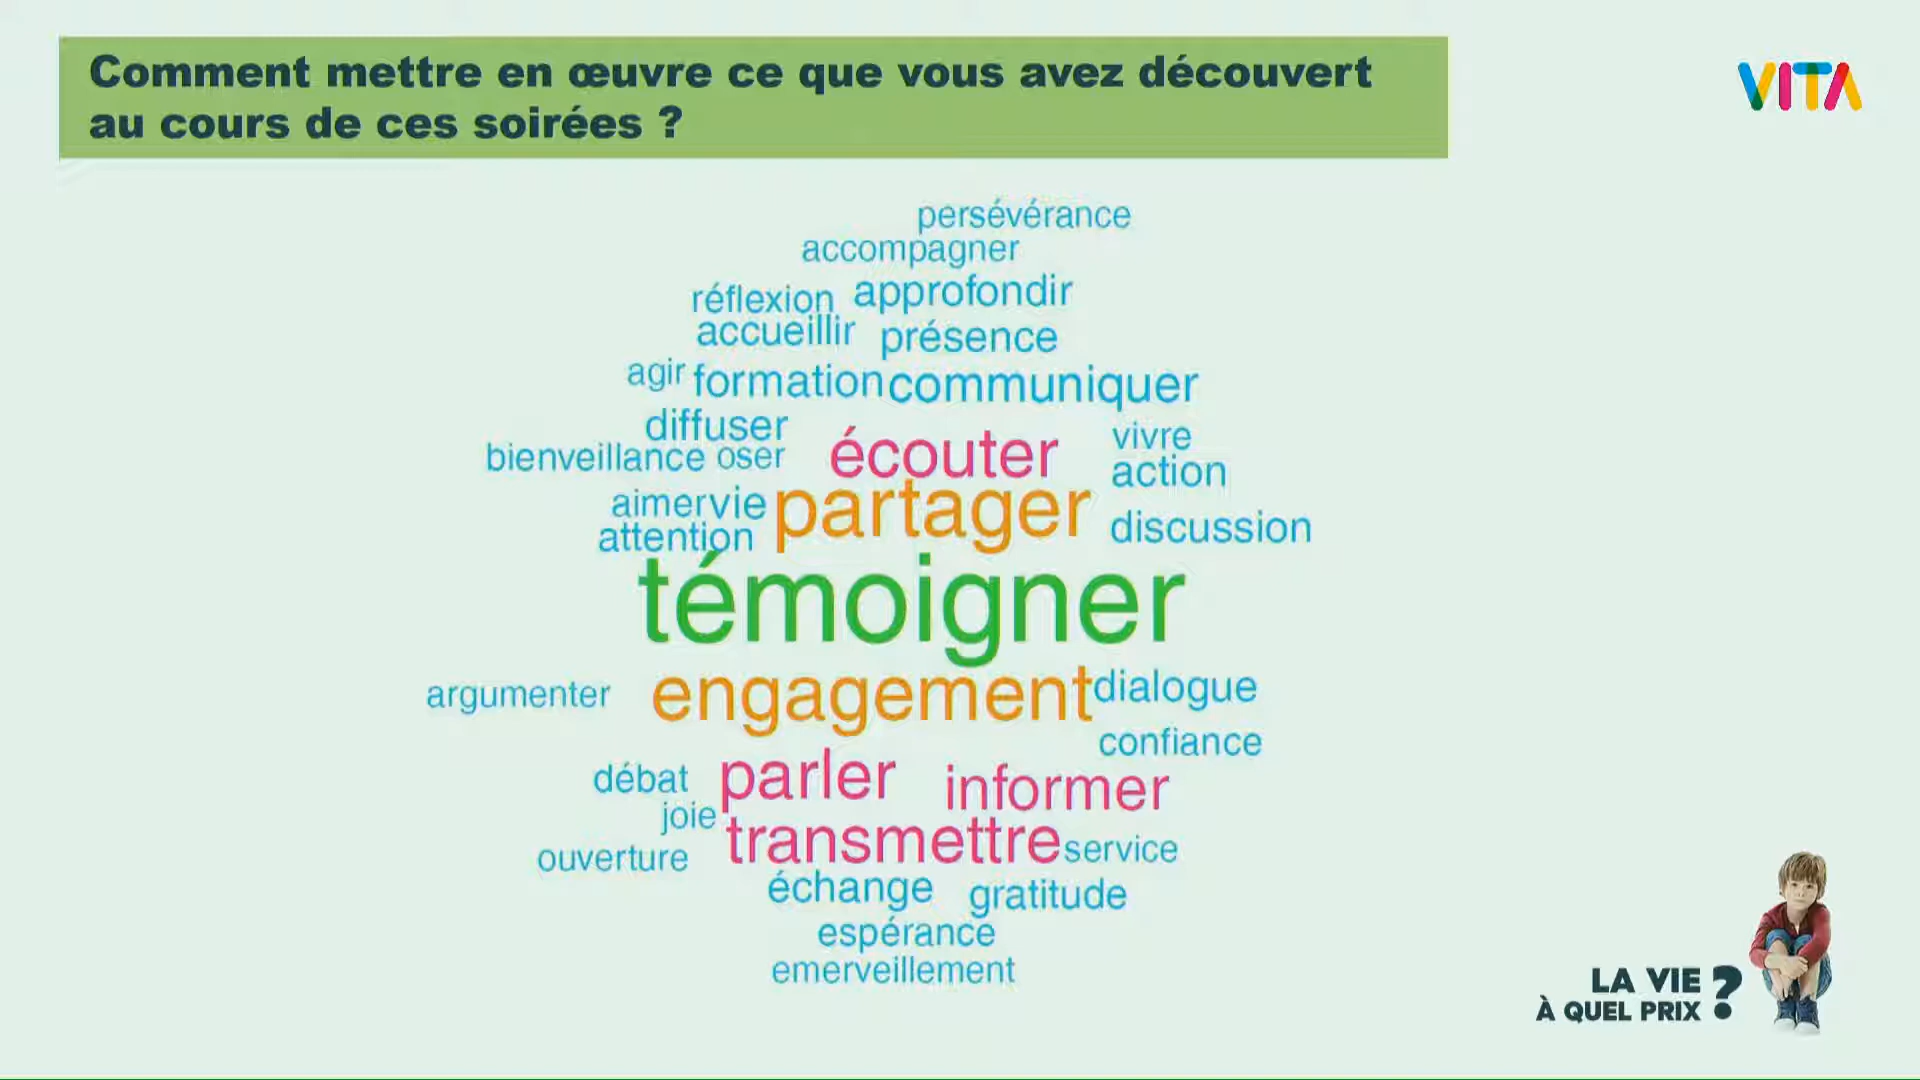 Comment mettre en œuvre ce que vous avez découvert
au cours de ces soirées ?
VITA
persévérance
accompagner
réflexion approfondir
accueillir présence
agir formation communiquer
diffuser
bienveillance oser écouter vivre
action
aimer vie partager discussion
attention
témoigner
argumenter engagement dialogue
confiance
débat parler informer
joie
ouverture transmettre service
échange gratitude
espérance
emerveillement
LA VIE
À QUEL PRIX ?